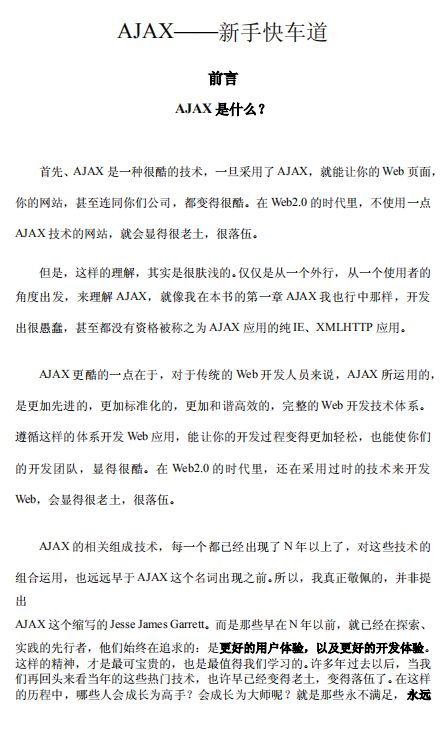 AJAX——新手快车道
前言
AJAX 是什么？
首先、AJAX 是一种很酷的技术，一旦采用了 AJAX，就能让你的 Web 页面，
你的网站，甚至连同你们公司，都变得很酷。在 Web2.0 的时代里，不使用一点
AJAX 技术的网站，就会显得很老土，很落伍。
但是，这样的理解，其实是很肤浅的。仅仅是从一个外行，从一个使用者的
角度出发，来理解 AJAX，就像我在本书的第一章 AJAX 我也行中那样，开发
出很愚蠢，甚至都没有资格被称之为 AJAX 应用的纯 IE、XMLHTTP 应用。
AJAX 更酷的一点在于，对于传统的 Web 开发人员来说，AJAX 所运用的，
是更加先进的，更加标准化的，更加和谐高效的，完整的 Web 开发技术体系。
遵循这样的体系开发 Web 应用，能让你的开发过程变得更加轻松，也能使你们
的开发团队，显得很酷。在 Web2.0 的时代里，还在采用过时的技术来开发
Web，会显得很老土，很落伍。
AJAX 的相关组成技术，每一个都已经出现了 N 年以上了，对这些技术的
组合运用，也远远早于 AJAX 这个名词出现之前。所以，我真正敬佩的，并非提
出
AJAX 这个缩写的 Jesse James Garrett。而是那些早在 N 年以前，就已经在探索、
实践的先行者，他们始终在追求的：是更好的用户体验，以及更好的开发体验。
这样的精神，才是最可宝贵的，也是最值得我们学习的。许多年过去以后，当我
们再回头来看当年的这些热门技术，也许早已经变得老土，变得落伍了。在这样
的历程中，哪些人会成长为高手？会成长为大师呢？就是那些永不满足，永远